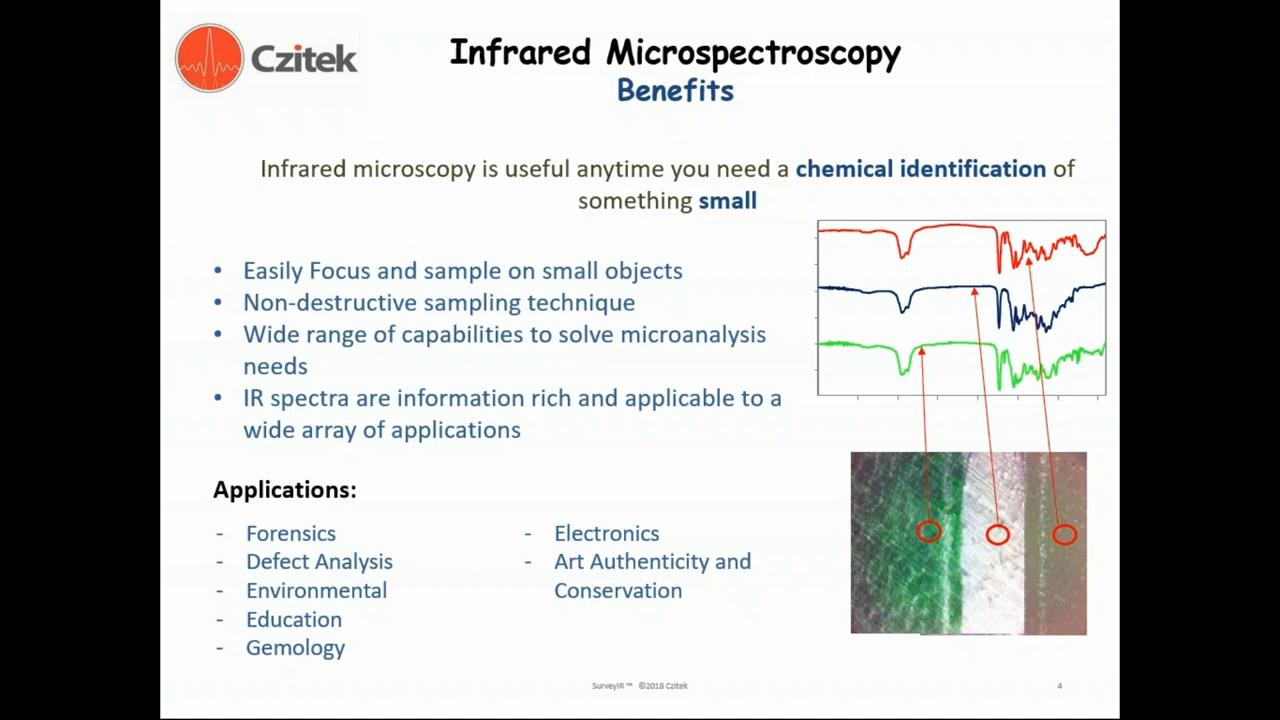 Czitek
Infrared Microspectroscopy
Benefits
Infrared microscopy is useful anytime you need a chemical identification of
something small
• Easily Focus and sample on small objects
• Non-destructive sampling technique
• Wide range of capabilities to solve microanalysis
needs
• IR spectra are information rich and applicable to a
wide array of applications
Applications:
- Forensics
- Defect Analysis
- Environmental
- Education
- Gemology
- Electronics
- Art Authenticity and
Conservation
SurveyIR™ ©2018 Czitek
4